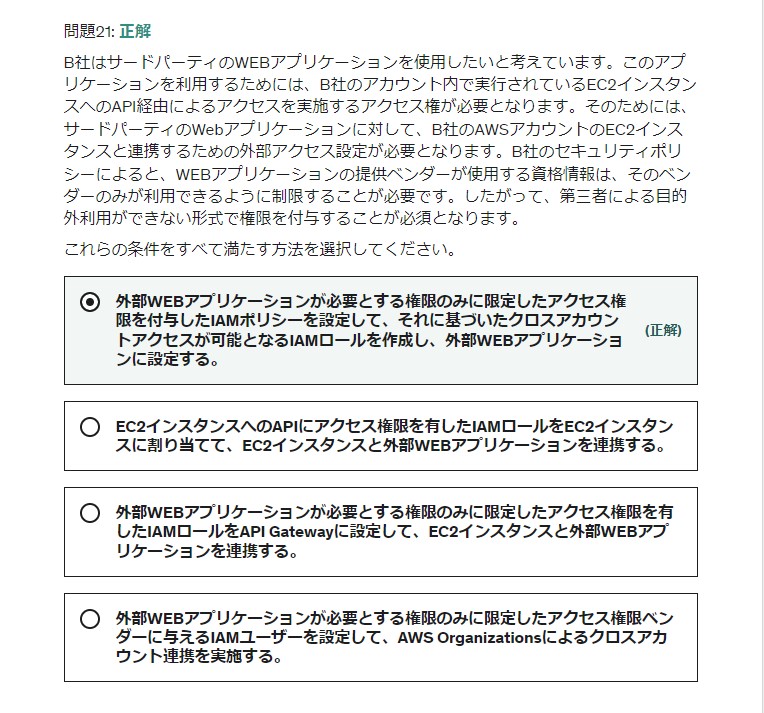 問題21: 正解
B社はサードパーティのWEBアプリケーションを使用したいと考えています。このアプ
リケーションを利用するためには、B社のアカウント内で実行されているEC2インスタン
スへのAPI経由によるアクセスを実施するアクセス権が必要となります。そのためには、
サードパーティのWebアプリケーションに対して、B社のAWSアカウントのEC2インス
タンスと連携するための外部アクセス設定が必要となります。B社のセキュリティポリ
シーによると、WEBアプリケーションの提供ベンダーが使用する資格情報は、そのベン
ダーのみが利用できるように制限することが必要です。したがって、第三者による目的
外利用ができない形式で権限を付与することが必須となります。
これらの条件をすべて満たす方法を選択してください。
外部WEBアプリケーションが必要とする権限のみに限定したアクセス権
限を付与したIAMポリシーを設定して、それに基づいたクロスアカウン
トアクセスが可能となるIAMロールを作成し、外部WEBアプリケーショ
ンに設定する。
(正解)
EC2インスタンスへのAPIにアクセス権限を有したIAMロールをEC2インスタン
スに割り当てて、EC2インスタンスと外部WEBアプリケーションを連携する。
外部WEBアプリケーションが必要とする権限のみに限定したアクセス権限を有
したIAMロールをAPI Gatewayに設定して、EC2インスタンスと外部WEBアプ
リケーションを連携する。
外部WEBアプリケーションが必要とする権限のみに限定したアクセス権限ベン
ダーに与えるIAMユーザーを設定して、AWS Organizationsによるクロスアカ
ウント連携を実施する。